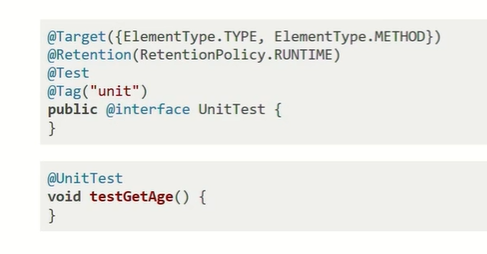 @Target({ElementType.TYPE, ElementType.METHOD})
@Retention(RetentionPolicy.RUNTIME)
@Test
@Tag("unit")
public @interface UnitTest {
}
@UnitTest
void testGetAge() {
}